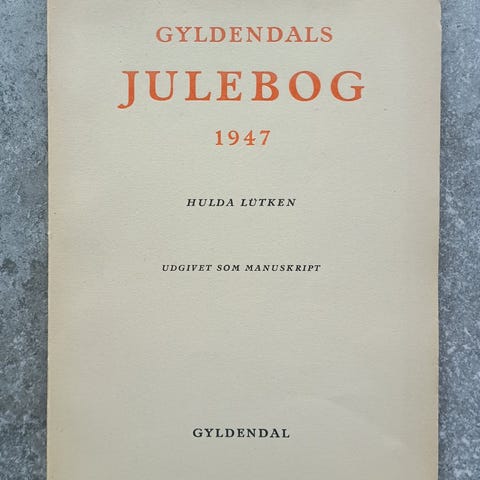 GYLDENDALS
JULEBOG
1947
HULDA LÜTKEN
UDGIVET SOM MANUSKRIPT
GYLDENDAL